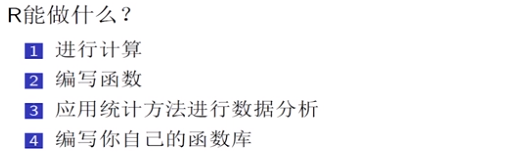 R能做什么？
1 进行计算
2 编写函数
3 应用统计方法进行数据分析
4 编写你自己的函数库